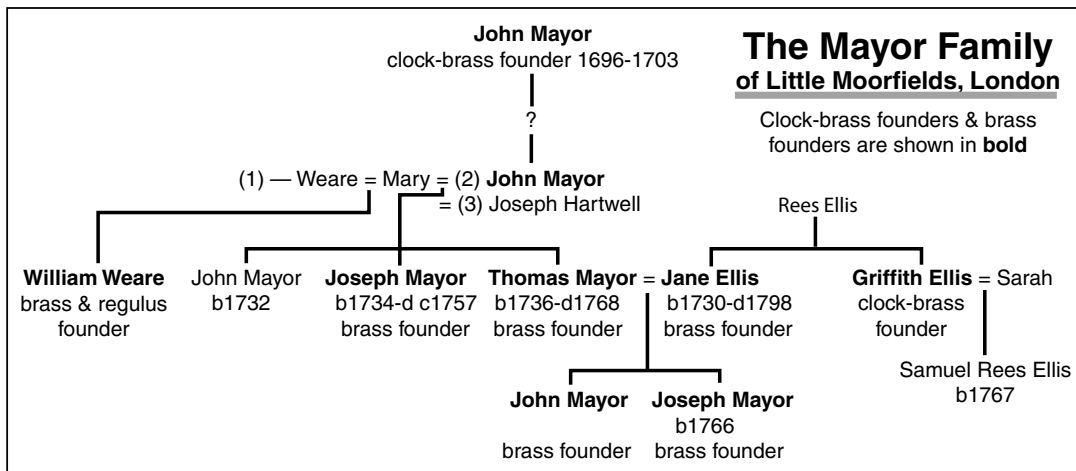 John Mayor
clock-brass founder 1696-1703
The Mayor Family
of Little Moorfields, London
Clock-brass founders & brass
founders are shown in bold
?
(1) — Weare = Mary = (2) John Mayor
= (3) Joseph Hartwell
Rees Ellis
William Weare
brass & regulus
founder
John Mayor
b1732
Joseph Mayor
b1734-d c1757
brass founder
Thomas Mayor = Jane Ellis
b1736-d1768
brass founder
b1730-d1798
brass founder
Griffith Ellis = Sarah
clock-brass
founder
Samuel Rees Ellis
b1767
John Mayor
brass founder
Joseph Mayor
b1766
brass founder